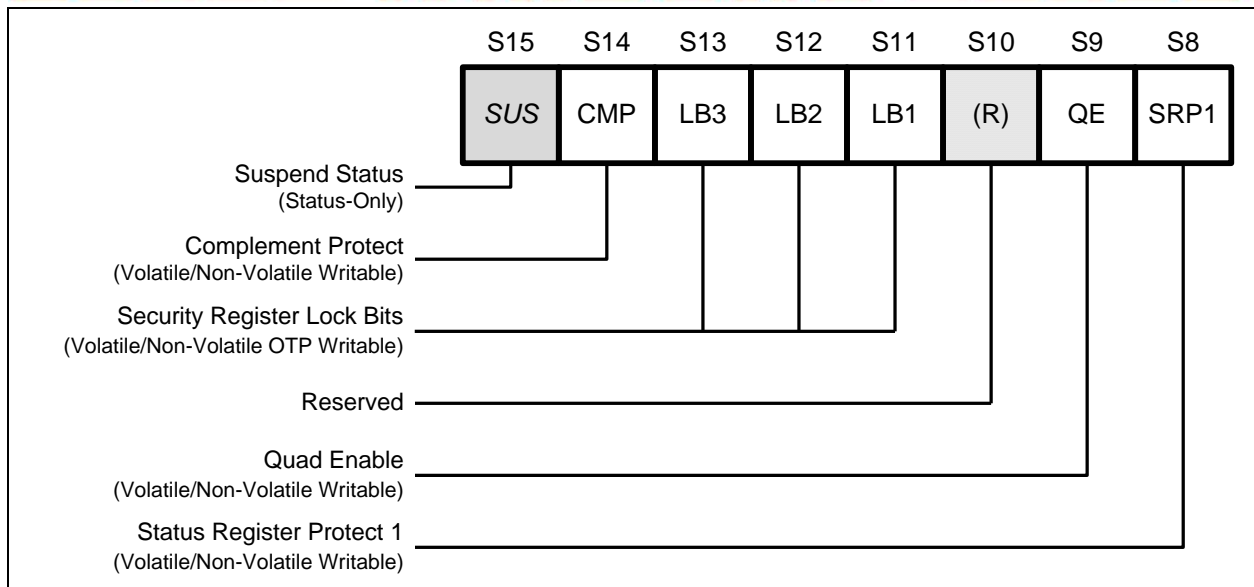 S15 S14 S13 S12 S11 S10 S9 S8
SUS CMP LB3 LB2 LB1 (R) QE SRP1
Suspend Status
(Status-Only)
Complement Protect
(Volatile/Non-Volatile Writable)
Security Register Lock Bits
(Volatile/Non-Volatile OTP Writable)
Reserved
Quad Enable
(Volatile/Non-Volatile Writable)
Status Register Protect 1
(Volatile/Non-Volatile Writable)